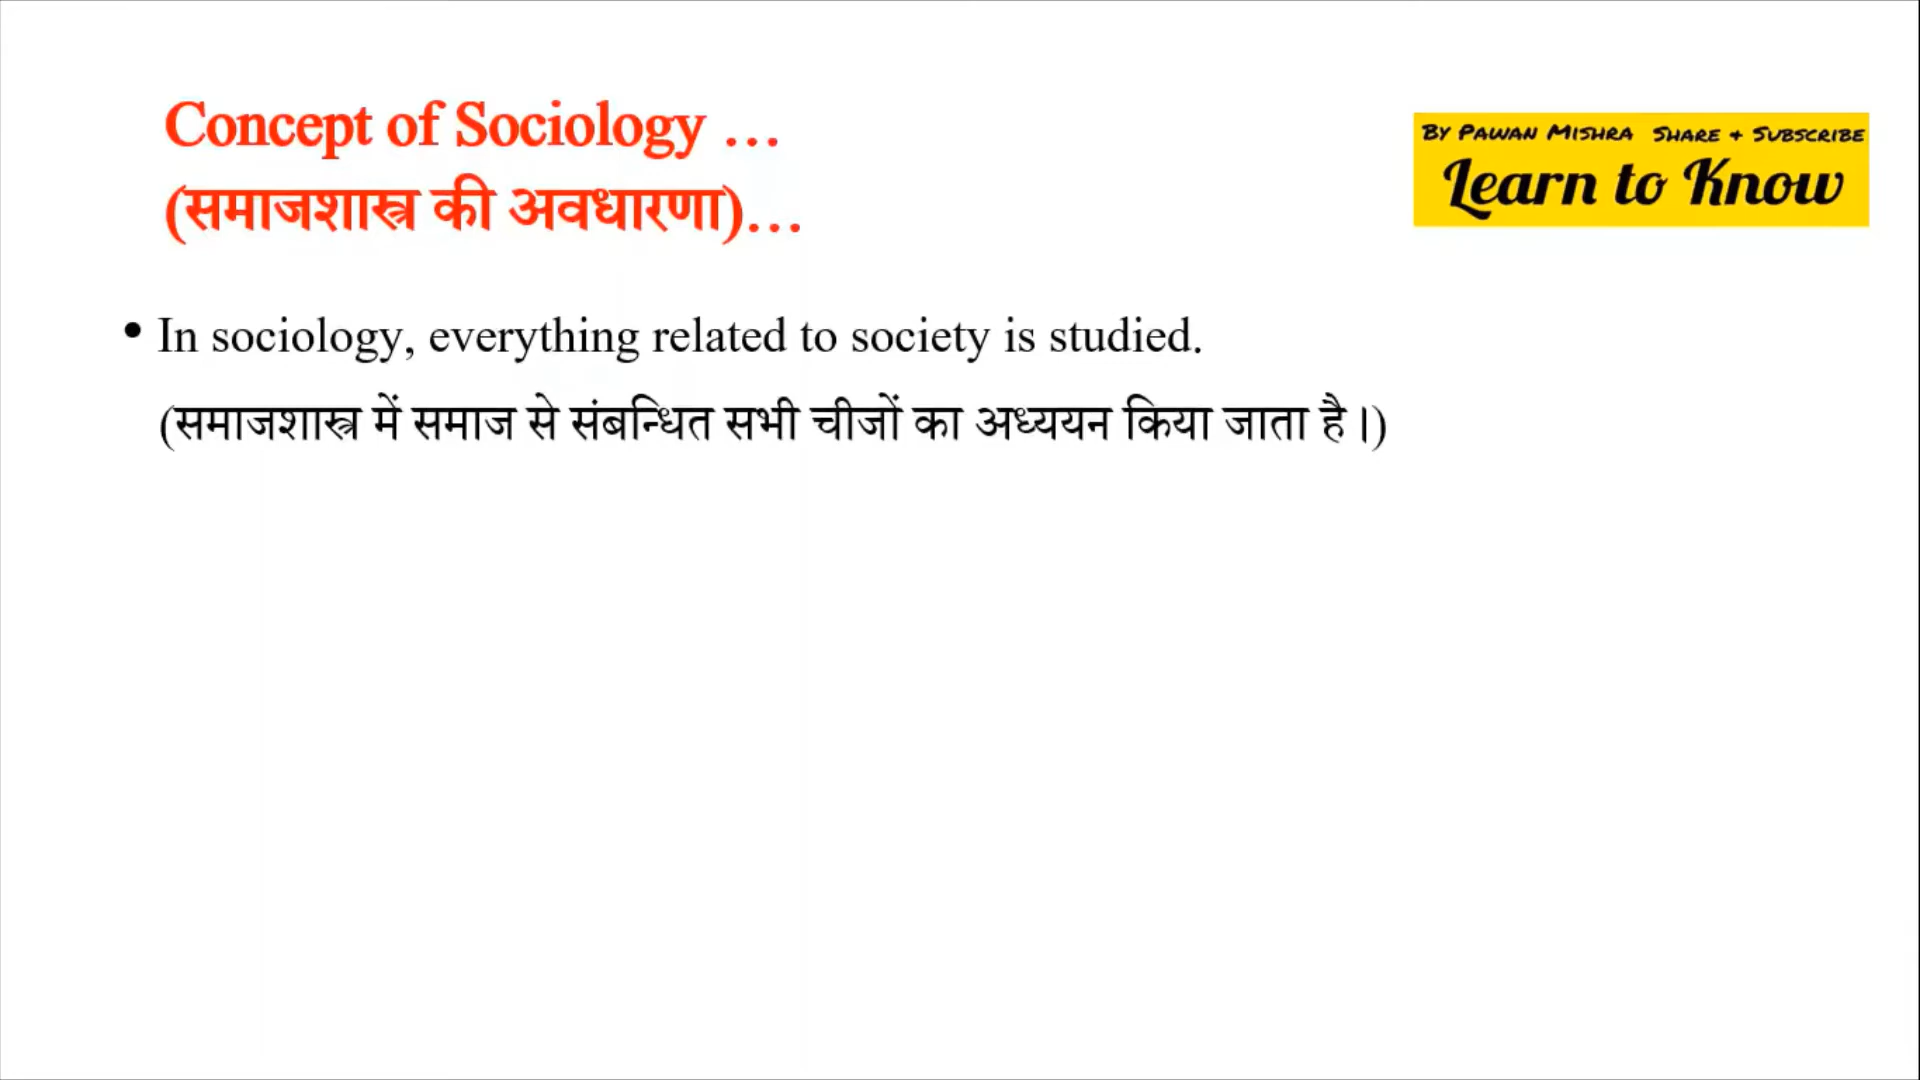 Concept of Sociology …
(समाजशास्त्र की अवधारणा)…
By Pawan Mishra Share + Subscribe
Learn to Know
• In sociology, everything related to society is studied.
(समाजशास्त्र में समाज से संबन्धित सभी चीजों का अध्ययन किया जाता है।)